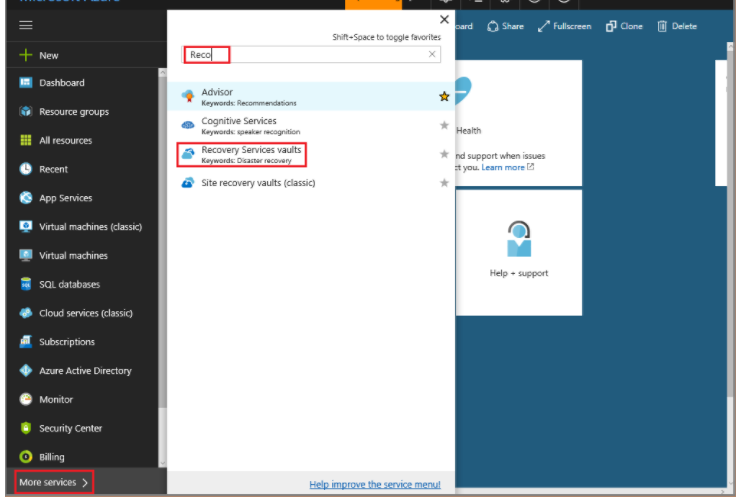 Microsoft Azure
board
Share
Fullscreen
Clone
Delete
Shift+Space to toggle favorites
New
Reco
Dashboard
Advisor
Keywords: Recommendations
Resource groups
Cognitive Services
Keywords: speaker recognition
Health
All resources
Recovery Services vaults
Keywords: Disaster recovery
nd support when issues
ct you. Learn more
Recent
Site recovery vaults (classic)
App Services
Virtual machines (classic)
Virtual machines
Help + support
SQL databases
Cloud services (classic)
Subscriptions
Azure Active Directory
Monitor
Security Center
Billing
More services >
Help improve the service menu!